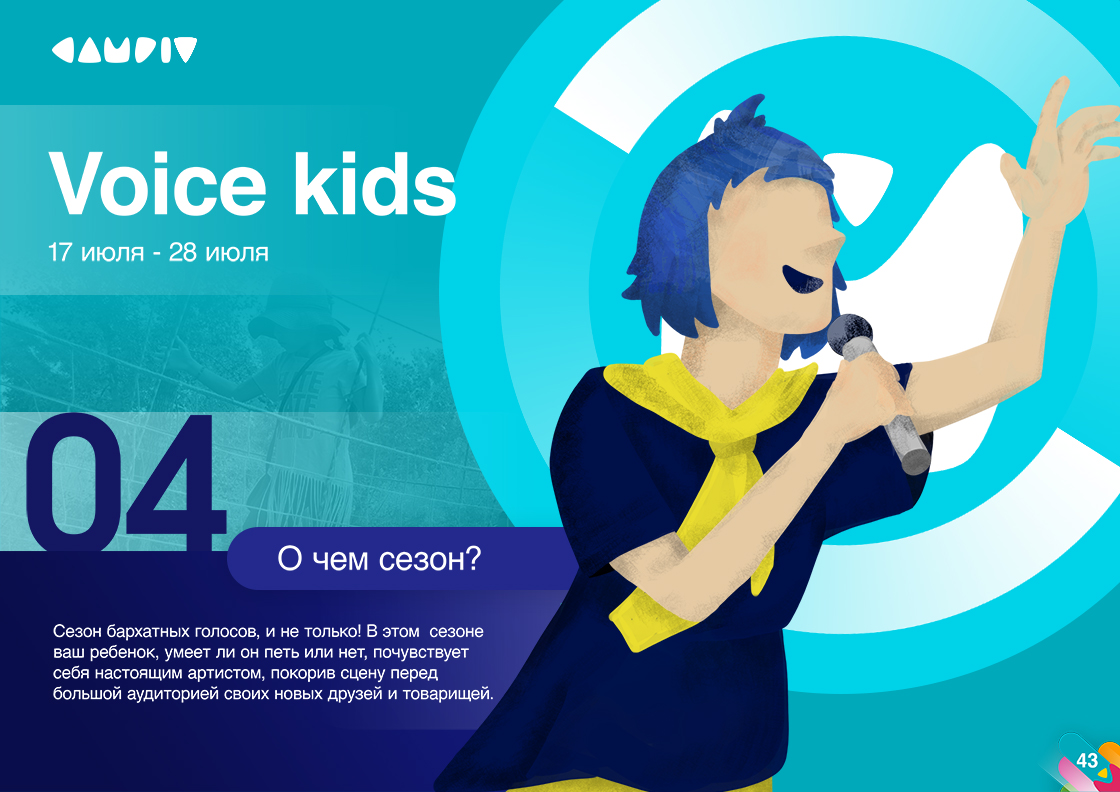 CAMPIT
Voice kids
17 июля - 28 июля
04
О чем сезон?
Сезон бархатных голосов, и не только! В этом сезоне
ваш ребенок, умеет ли он петь или нет, почувствует
себя настоящим артистом, покорив сцену перед
большой аудиторией своих новых друзей и товарищей.
43